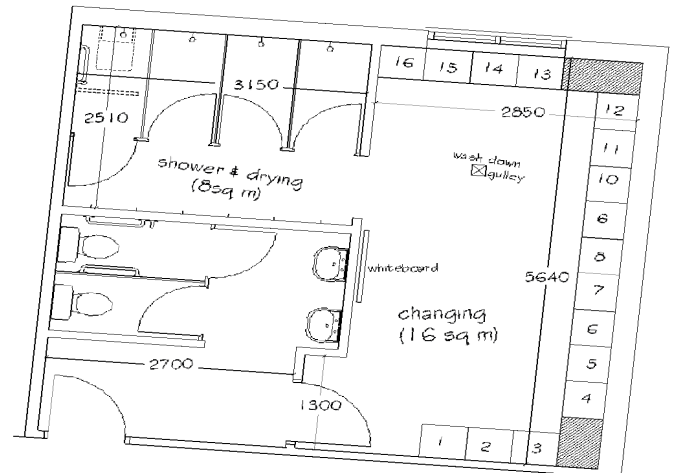 16 15 14 13
3150
2850
12
2510
11
wash down
gulley
shower & drying
(8sq m)
10
6
8
whiteboard
5640
7
changing
(16 sq m)
6
5
2700
4
1300
1 2 3